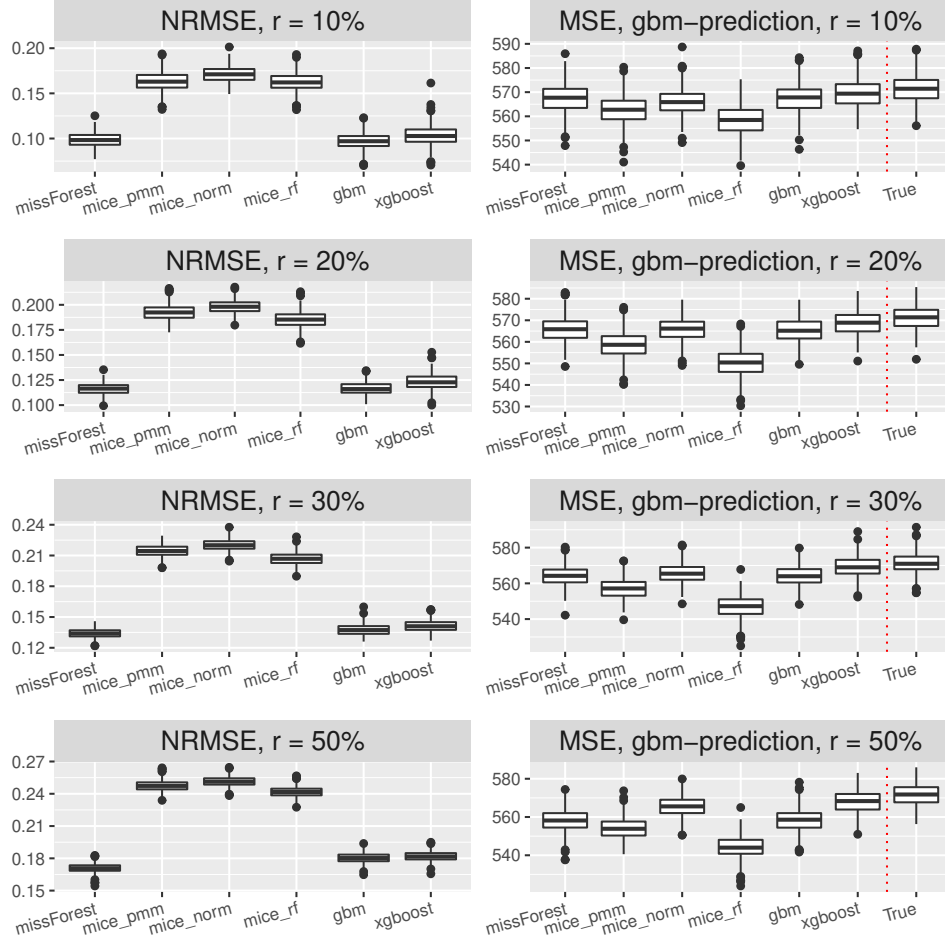 NRMSE, r = 10%
0.20
0.15
0.10
missForest mice_pmm mice_norm mice_rf gbm xgboost
MSE, gbm−prediction, r = 10%
590
580
570
560
550
540
missForest mice_pmm mice_norm mice_rf gbm xgboost True
NRMSE, r = 20%
0.200
0.175
0.150
0.125
0.100
missForest mice_pmm mice_norm mice_rf gbm xgboost
MSE, gbm−prediction, r = 20%
580
570
560
550
540
530
missForest mice_pmm mice_norm mice_rf gbm xgboost True
NRMSE, r = 30%
0.24
0.21
0.18
0.15
0.12
missForest mice_pmm mice_norm mice_rf gbm xgboost
MSE, gbm−prediction, r = 30%
580
560
540
missForest mice_pmm mice_norm mice_rf gbm xgboost True
NRMSE, r = 50%
0.27
0.24
0.21
0.18
0.15
missForest mice_pmm mice_norm mice_rf gbm xgboost
MSE, gbm−prediction, r = 50%
580
560
540
missForest mice_pmm mice_norm mice_rf gbm xgboost True